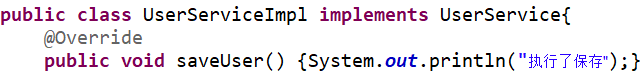 public class UserServiceImpl implements UserService{
@Override
public void saveUser() {System.out.println("执行了保存");}